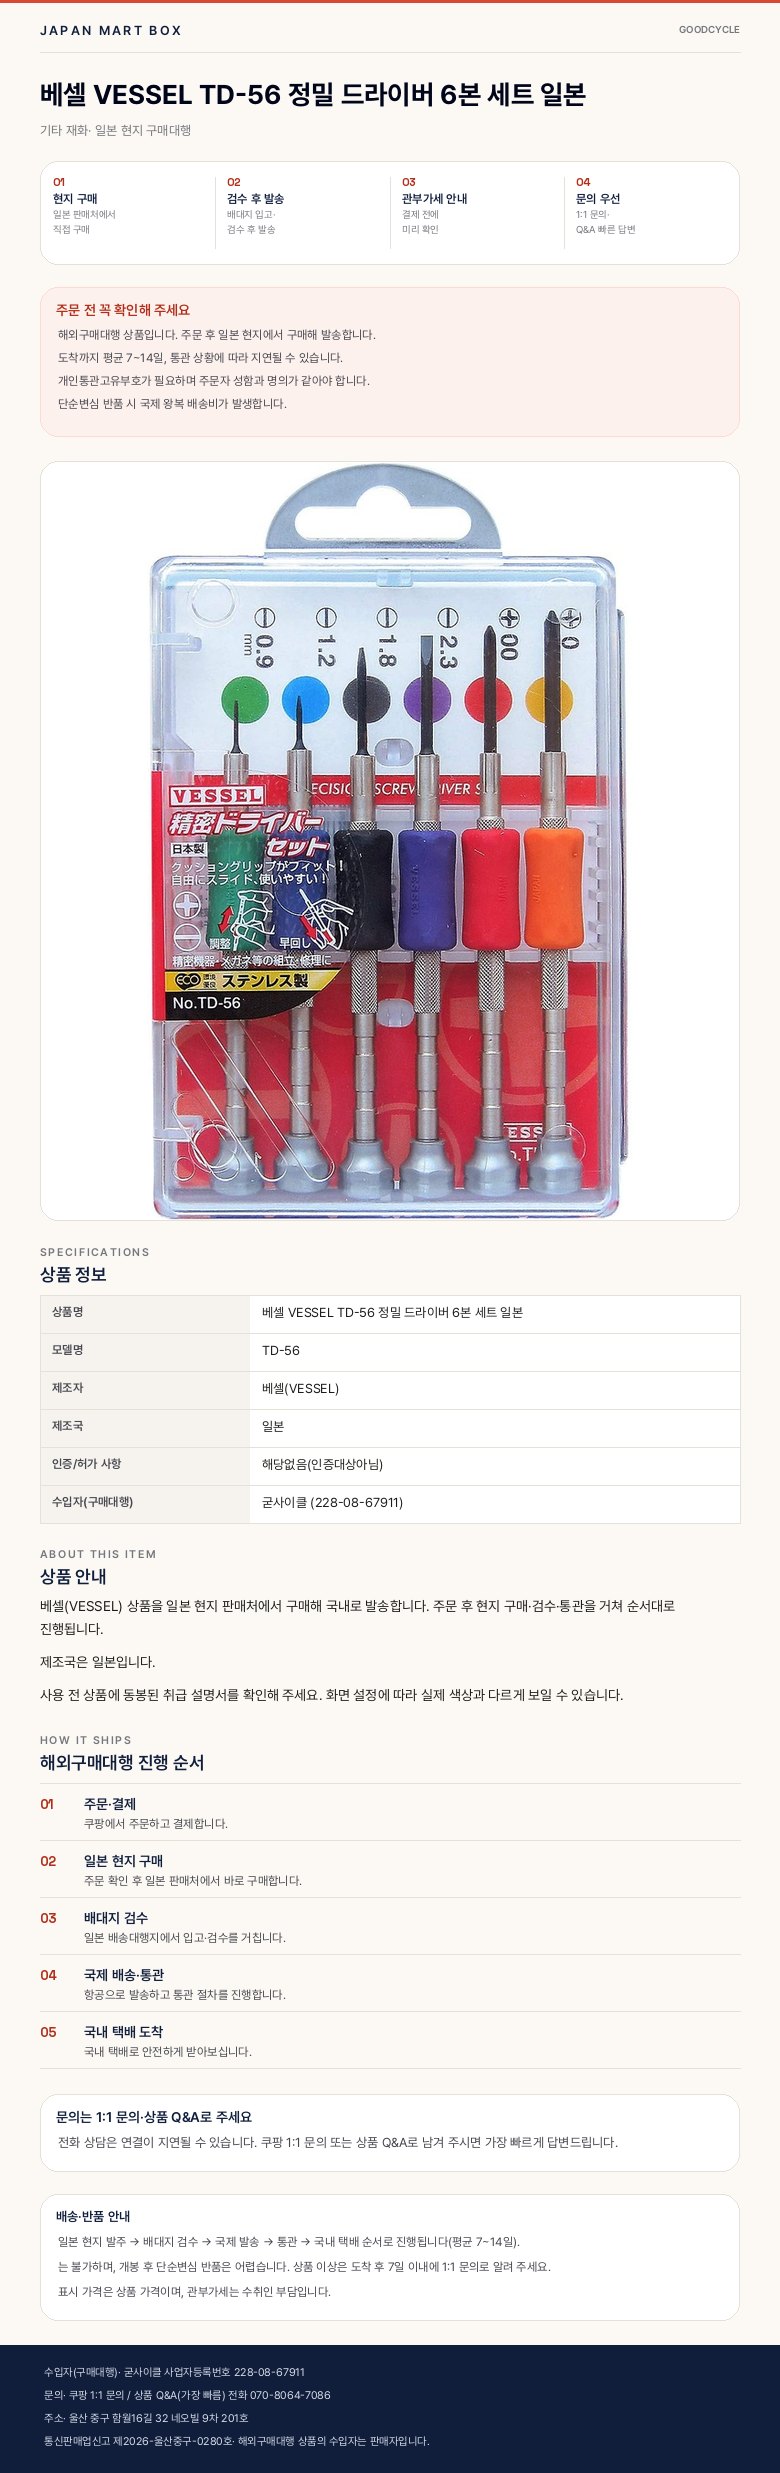 JAPAN MART BOX
GOODCYCLE
베셀 VESSEL TD-56 정밀 드라이버 6본 세트 일본
기타 재화· 일본 현지 구매대행
01
현지 구매
일본 판매처에서
직접 구매
02
검수 후 발송
배대지 입고·
검수 후 발송
03
관부가세 안내
결제 전에
미리 확인
04
문의 우선
1:1 문의·
Q&A 빠른 답변
주문 전 꼭 확인해 주세요
해외구매대행 상품입니다. 주문 후 일본 현지에서 구매해 발송합니다.
도착까지 평균 7~14일, 통관 상황에 따라 지연될 수 있습니다.
개인통관고유부호가 필요하며 주문자 성함과 명의가 같아야 합니다.
단순변심 반품 시 국제 왕복 배송비가 발생합니다.
0.9 mm
1.2
1.8
2.3
00
0
VESSEL
精密ドライバー
日本製
セット
クッショングリップがフィット!
自由にスライド、使いやすい!
調整
早回し
精密機器・メガネ等の組立・修理に
ECO
ステンレス製
No.TD-56
SPECIFICATIONS
상품 정보
상품명
베셀 VESSEL TD-56 정밀 드라이버 6본 세트 일본
모델명
TD-56
제조자
베셀(VESSEL)
제조국
일본
인증/허가 사항
해당없음(인증대상아님)
수입자(구매대행)
굳사이클 (228-08-67911)
ABOUT THIS ITEM
상품 안내
베셀(VESSEL) 상품을 일본 현지 판매처에서 구매해 국내로 발송합니다. 주문 후 현지 구매·검수·통관을 거쳐 순서대로
진행됩니다.
제조국은 일본입니다.
사용 전 상품에 동봉된 취급 설명서를 확인해 주세요. 화면 설정에 따라 실제 색상과 다르게 보일 수 있습니다.
HOW IT SHIPS
해외구매대행 진행 순서
01
주문·결제
쿠팡에서 주문하고 결제합니다.
02
일본 현지 구매
주문 확인 후 일본 판매처에서 바로 구매합니다.
03
배대지 검수
일본 배송대행지에서 입고·검수를 거칩니다.
04
국제 배송·통관
항공으로 발송하고 통관 절차를 진행합니다.
05
국내 택배 도착
국내 택배로 안전하게 받아보십니다.
문의는 1:1 문의·상품 Q&A로 주세요
전화 상담은 연결이 지연될 수 있습니다. 쿠팡 1:1 문의 또는 상품 Q&A로 남겨 주시면 가장 빠르게 답변드립니다.
배송·반품 안내
일본 현지 발주 → 배대지 검수 → 국제 발송 → 통관 → 국내 택배 순서로 진행됩니다(평균 7~14일).
는 불가하며, 개봉 후 단순변심 반품은 어렵습니다. 상품 이상은 도착 후 7일 이내에 1:1 문의로 알려 주세요.
표시 가격은 상품 가격이며, 관부가세는 수취인 부담입니다.
수입자(구매대행)· 굳사이클 사업자등록번호 228-08-67911
문의· 쿠팡 1:1 문의 / 상품 Q&A(가장 빠름) 전화 070-8064-7086
주소· 울산 중구 함월16길 32 네오빌 9차 201호
통신판매업신고 제2026-울산중구-0280호· 해외구매대행 상품의 수입자는 판매자입니다.